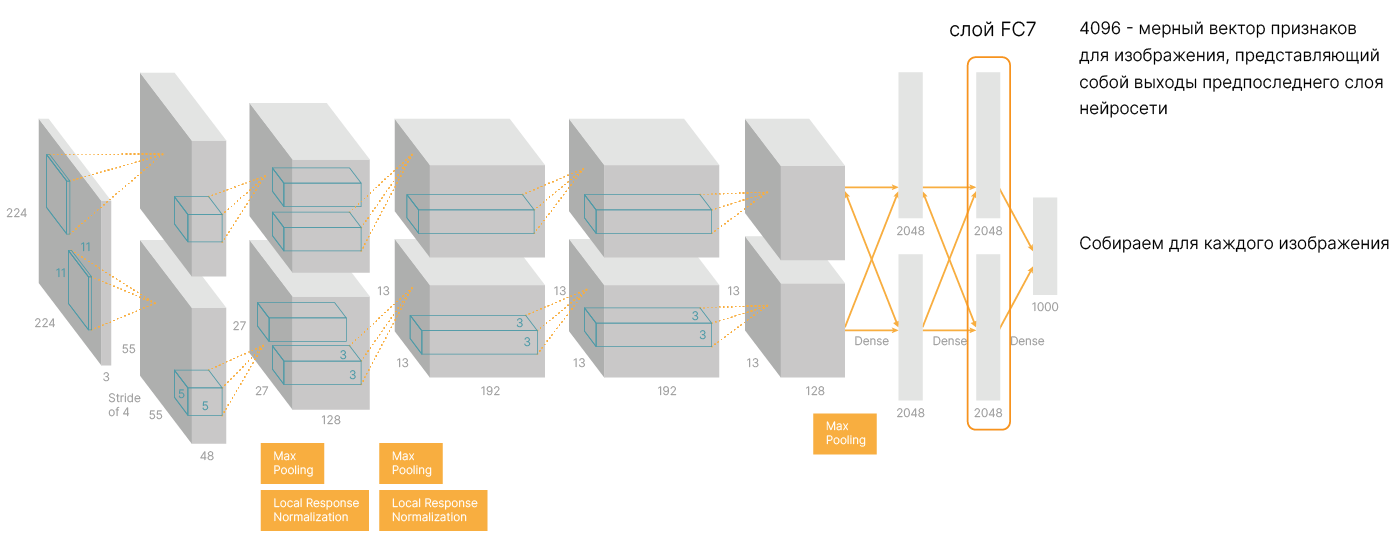 слой FC7
4096 - мерный вектор признаков
для изображения, представляющий
собой выходы предпоследнего слоя
нейросети
Собираем для каждого изображения
224
11
11
224
3
55
Stride
of 4
55
5
5
48
27
27
3
3
128
13
13
3
3
192
13
13
3
3
192
13
128
Dense
2048
2048
Dense
2048
2048
Dense
1000
Max
Pooling
Local Response
Normalization
Max
Pooling
Local Response
Normalization
Max
Pooling